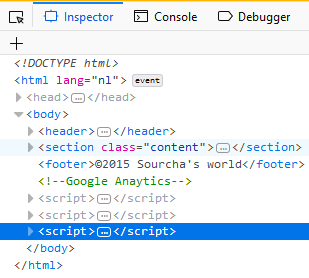 Inspector Console Debugger
+
<!DOCTYPE html>
<html lang="nl"> event
<head>…</head>
<body>
<header>…</header>
<section class="content">…</section>
<footer>©2015 Sourcha's world</footer>
<!--Google Anaytics-->
<script>…</script>
<script>…</script>
<script>…</script>
</body>
</html>